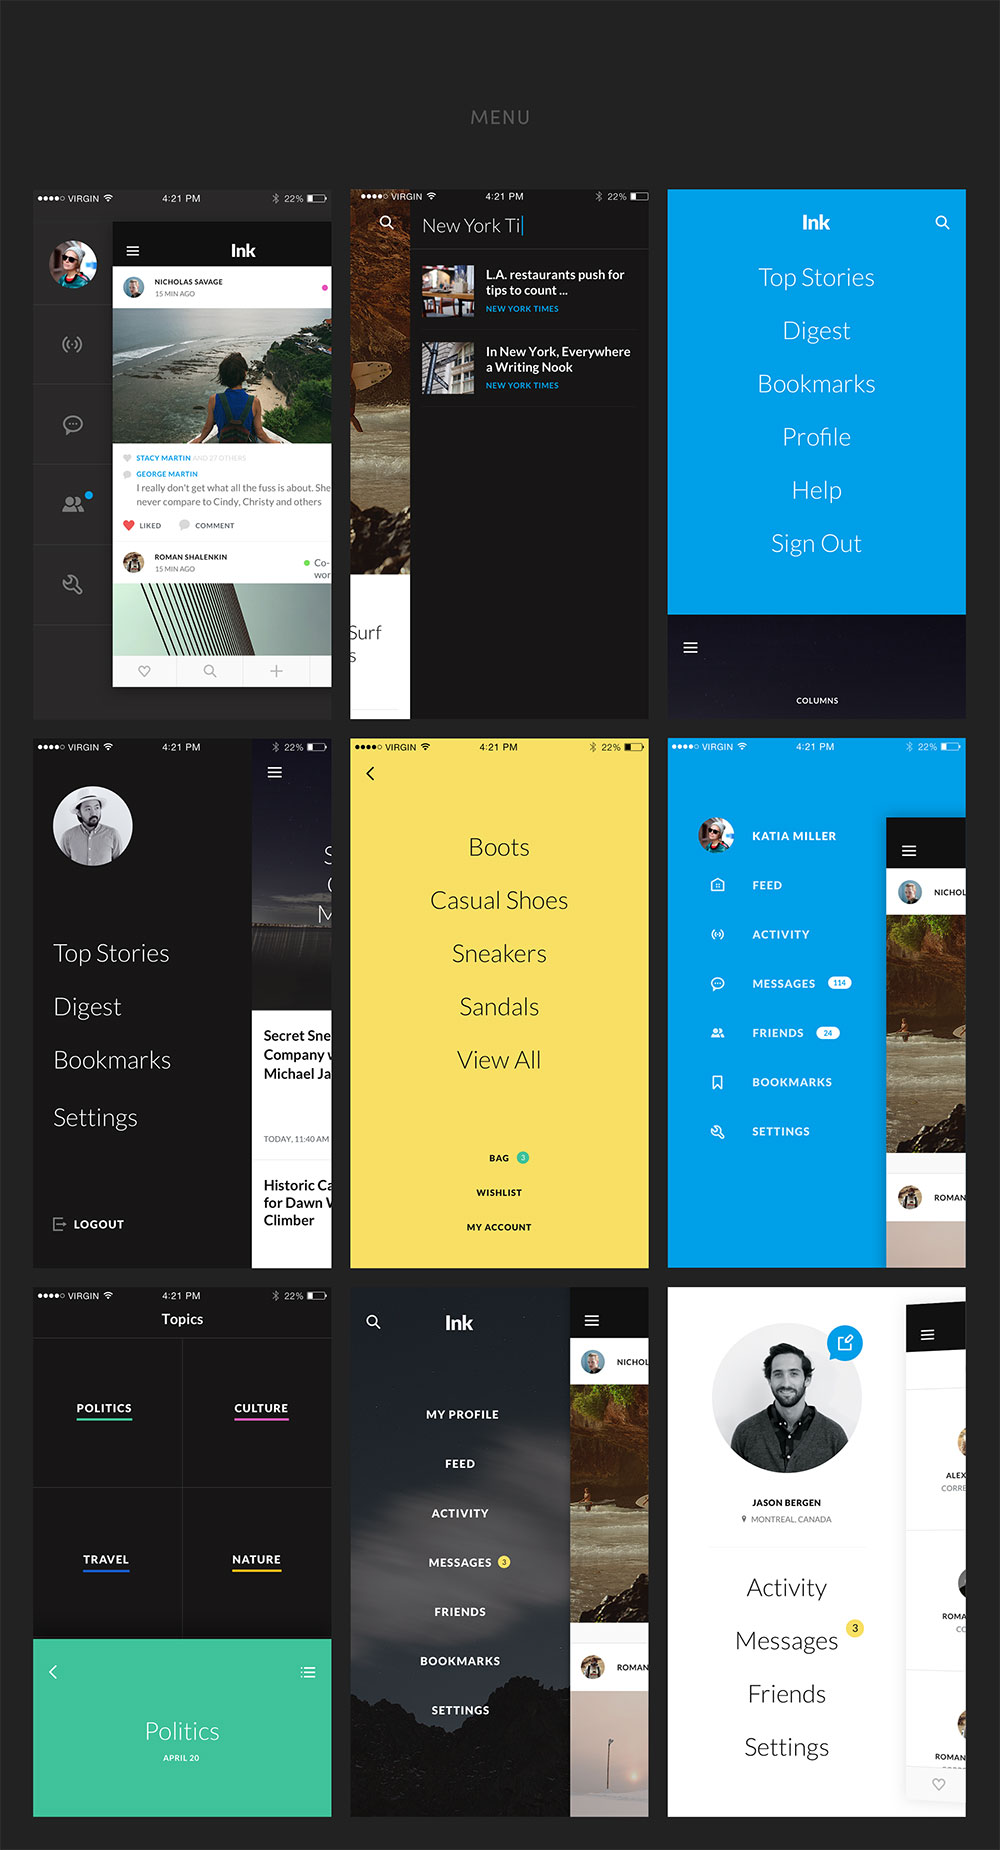 MENU
VIRGIN 4:21 PM 22%
Ink
NICHOLAS SAVAGE
15 MIN AGO
STACY MARTIN AND 27 OTHERS
GEORGE MARTIN
I really don't get what all the fuss is about. She
never compare to Cindy, Christy and others
LIKED COMMENT
ROMAN SHALENKIN
15 MIN AGO
Co-
wor
VIRGIN 4:21 PM 22%
New York Ti
L.A. restaurants push for
tips to count ...
NEW YORK TIMES
In New York, Everywhere
a Writing Nook
NEW YORK TIMES
Surf
s
Ink
Top Stories
Digest
Bookmarks
Profile
Help
Sign Out
COLUMNS
VIRGIN 4:21 PM 22%
Top Stories
Digest
Bookmarks
Settings
LOGOUT
S
M
Secret Sne
Company w
Michael Ja
TODAY, 11:40 AM
Historic Ca
for Dawn W
Climber
VIRGIN 4:21 PM 22%
Boots
Casual Shoes
Sneakers
Sandals
View All
BAG 3
WISHLIST
MY ACCOUNT
VIRGIN 4:21 PM 22%
KATIA MILLER
FEED
ACTIVITY
MESSAGES 114
FRIENDS 24
BOOKMARKS
SETTINGS
NICHOL
ROMAN
VIRGIN 4:21 PM 22%
Topics
POLITICS
CULTURE
TRAVEL
NATURE
Politics
APRIL 20
Ink
MY PROFILE
FEED
ACTIVITY
MESSAGES 3
FRIENDS
BOOKMARKS
SETTINGS
NICHOL
ROMAN
JASON BERGEN
MONTREAL, CANADA
Activity
Messages 3
Friends
Settings
ALEX
CORRE
ROMA
CO
ROMAN